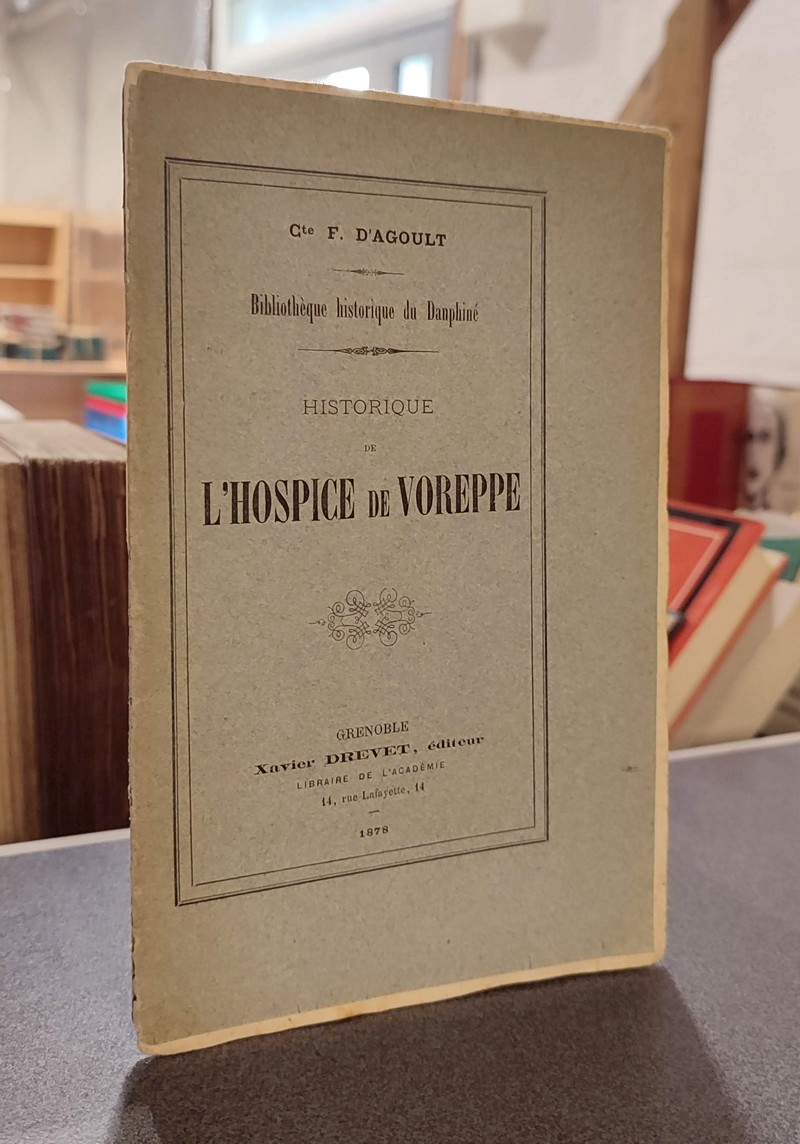 Cte F. D'AGOULT
Bibliothèque historique du Dauphiné
HISTORIQUE
DE
L'HOSPICE DE VOREPPE
GRENOBLE
Xavier DREVET, éditeur
LIBRAIRE DE L'ACADÉMIE
14, rue Lafayette, 14
1878